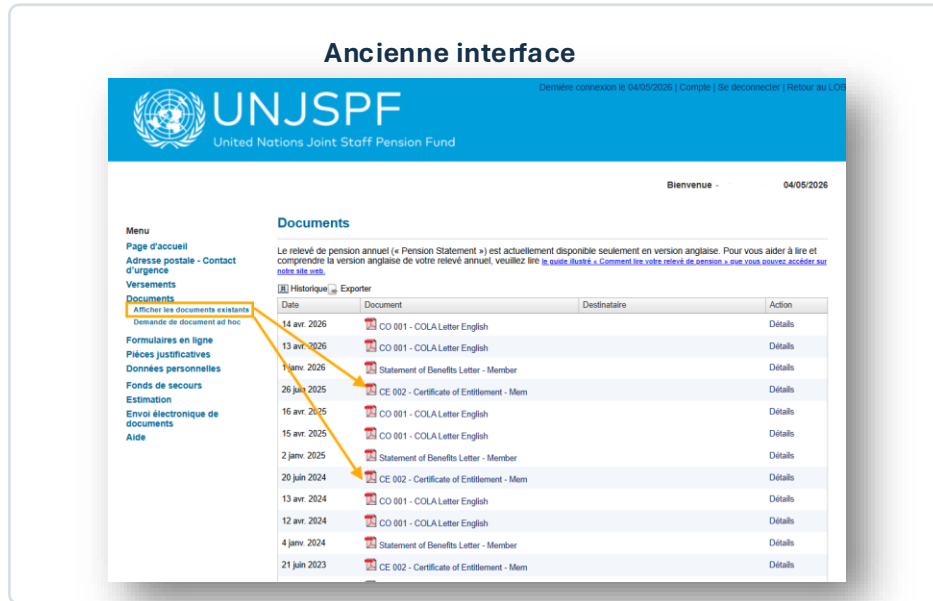 Ancienne interface
Dernière connexion le 04/05/2026 | Compte | Se deconnecter | Retour au LOB
UNJSPF
United Nations Joint Staff Pension Fund
Bienvenue - 04/05/2026
Menu
Page d'accueil
Adresse postale - Contact
d'urgence
Versements
Documents
Afficher les documents existants
Demande de document ad hoc
Formulaires en ligne
Pièces justificatives
Données personnelles
Fonds de secours
Estimation
Envoi électronique de
documents
Aide
Documents
Le relevé de pension annuel (« Pension Statement ») est actuellement disponible seulement en version anglaise. Pour vous aider à lire et
comprendre la version anglaise de votre relevé annuel, veuillez lire le guide illustré « Comment lire votre relevé de pension » que vous pouvez accéder sur
notre site web.
Historique Exporter
Date Document Destinataire Action
14 avr. 2026 CO 001 - COLA Letter English Détails
13 avr. 2026 CO 001 - COLA Letter English Détails
1 janv. 2026 Statement of Benefits Letter - Member Détails
26 juin 2025 CE 002 - Certificate of Entitlement - Mem Détails
16 avr. 2025 CO 001 - COLA Letter English Détails
15 avr. 2025 CO 001 - COLA Letter English Détails
2 janv. 2025 Statement of Benefits Letter - Member Détails
20 juin 2024 CE 002 - Certificate of Entitlement - Mem Détails
13 avr. 2024 CO 001 - COLA Letter English Détails
12 avr. 2024 CO 001 - COLA Letter English Détails
4 janv. 2024 Statement of Benefits Letter - Member Détails
21 juin 2023 CE 002 - Certificate of Entitlement - Mem Détails